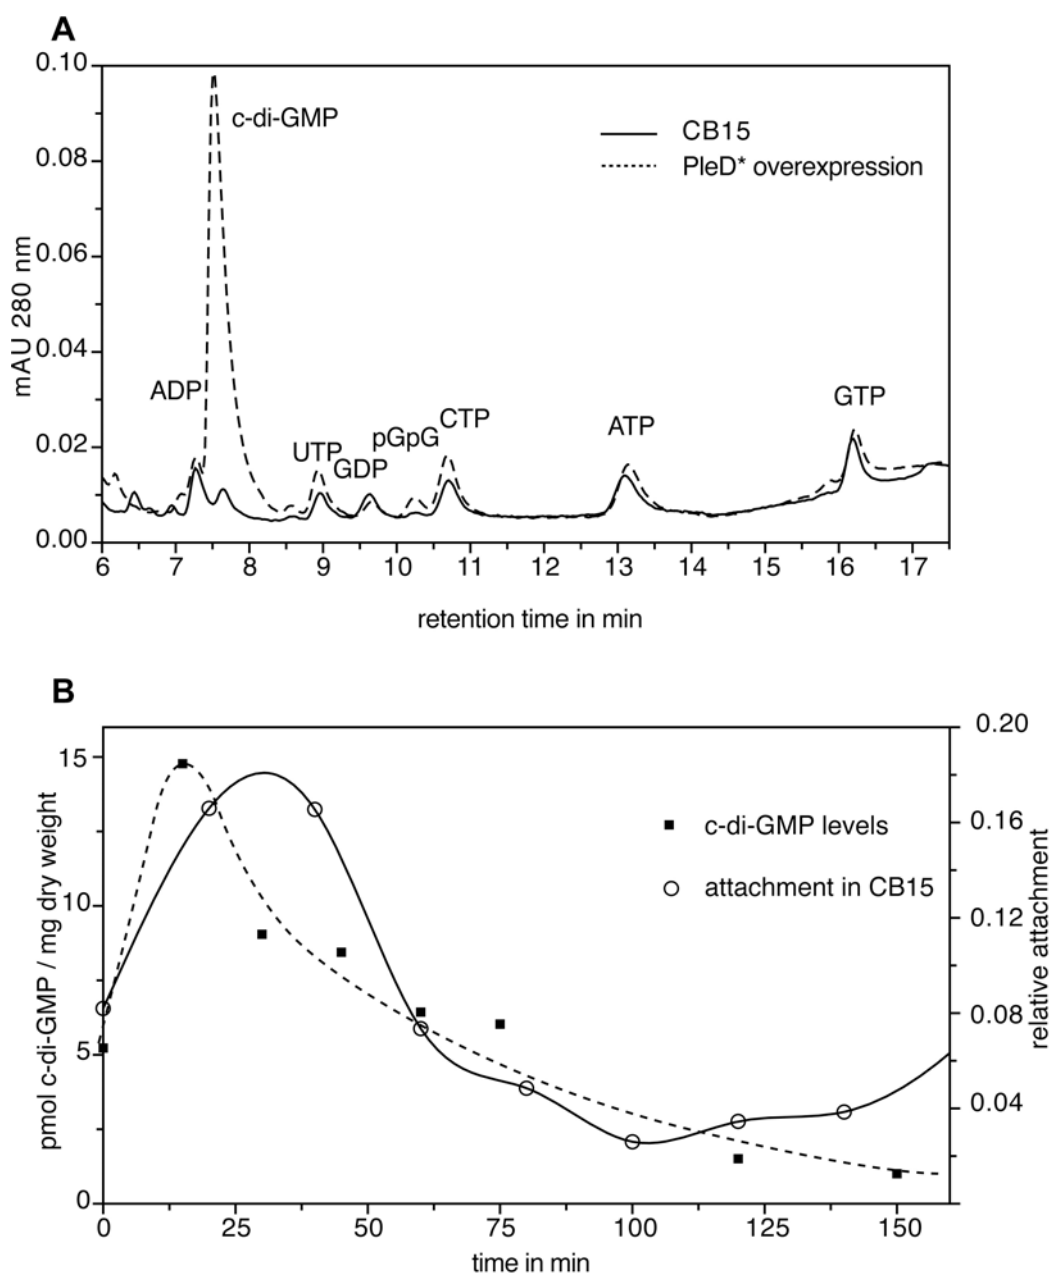 A
0.10
0.08
0.06
0.04
0.02
0.00
mAU 280 nm
c-di-GMP
CB15
PleD* overexpression
ADP
UTP
GDP
pGpG
CTP
ATP
GTP
6 7 8 9 10 11 12 13 14 15 16 17
retention time in min
B
15
10
5
0
pmol c-di-GMP / mg dry weight
0.20
0.16
0.12
0.08
0.04
relative attachment
c-di-GMP levels
attachment in CB15
0 25 50 75 100 125 150
time in min